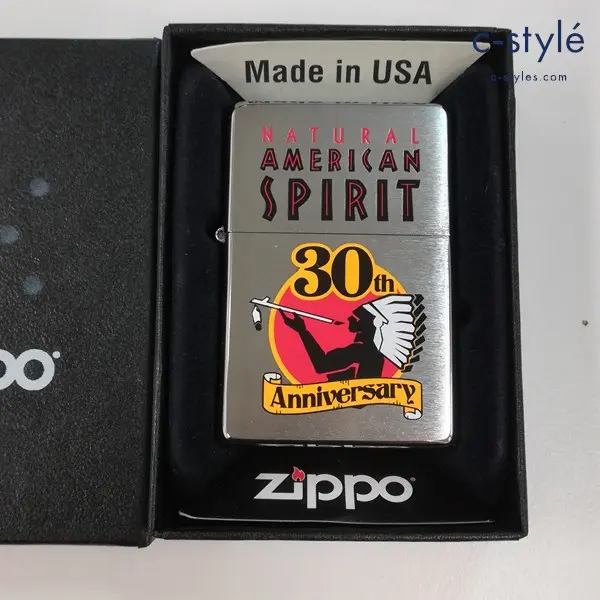 c-stylé
c-styles.com
Made in USA
NATURAL
AMERICAN
SPIRIT
30th
Anniversary
zippo